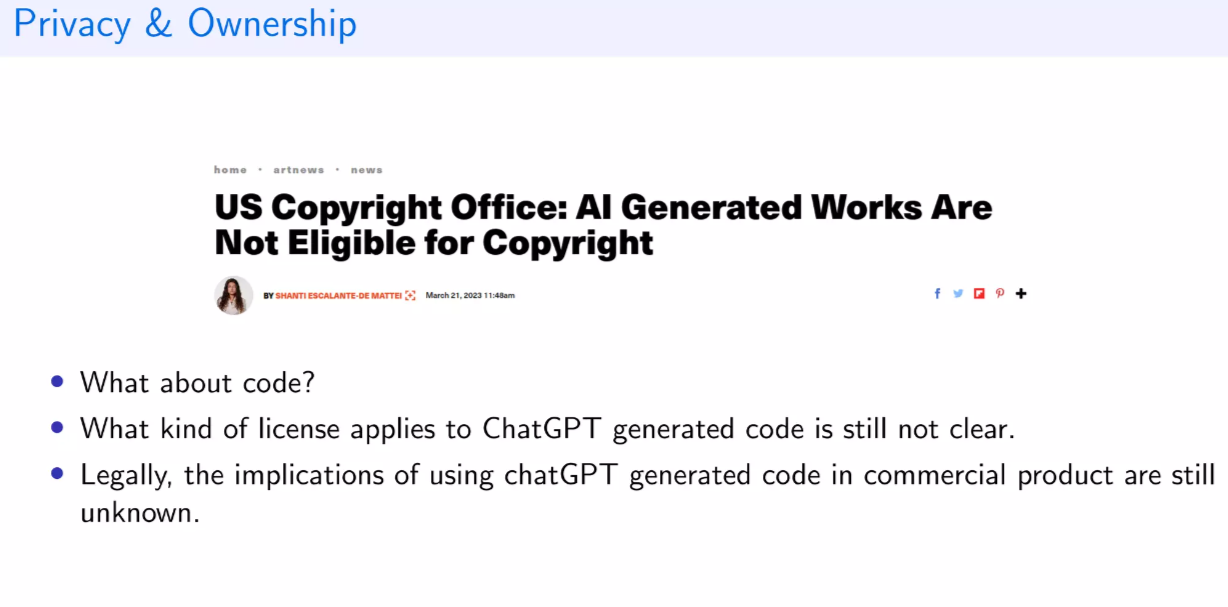 Privacy & Ownership
home • artnews • news
US Copyright Office: AI Generated Works Are
Not Eligible for Copyright
BY SHANTI ESCALANTE-DE MATTEI March 21, 2023 11:48am
• What about code?
• What kind of license applies to ChatGPT generated code is still not clear.
• Legally, the implications of using chatGPT generated code in commercial product are still
unknown.